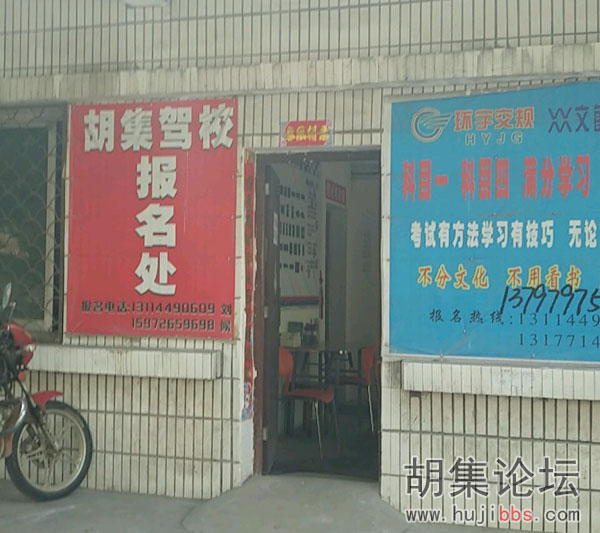 胡集驾校
报名处
报名电话:13114490609 刘
15972659698 候
环宇交规
HYJG
科目一 科目四 满分学习
考试有方法学习有技巧 无论
不分文化 不用看书
13797975
报名热线:1311449
1317714
胡集论坛
www.hujibbs.com